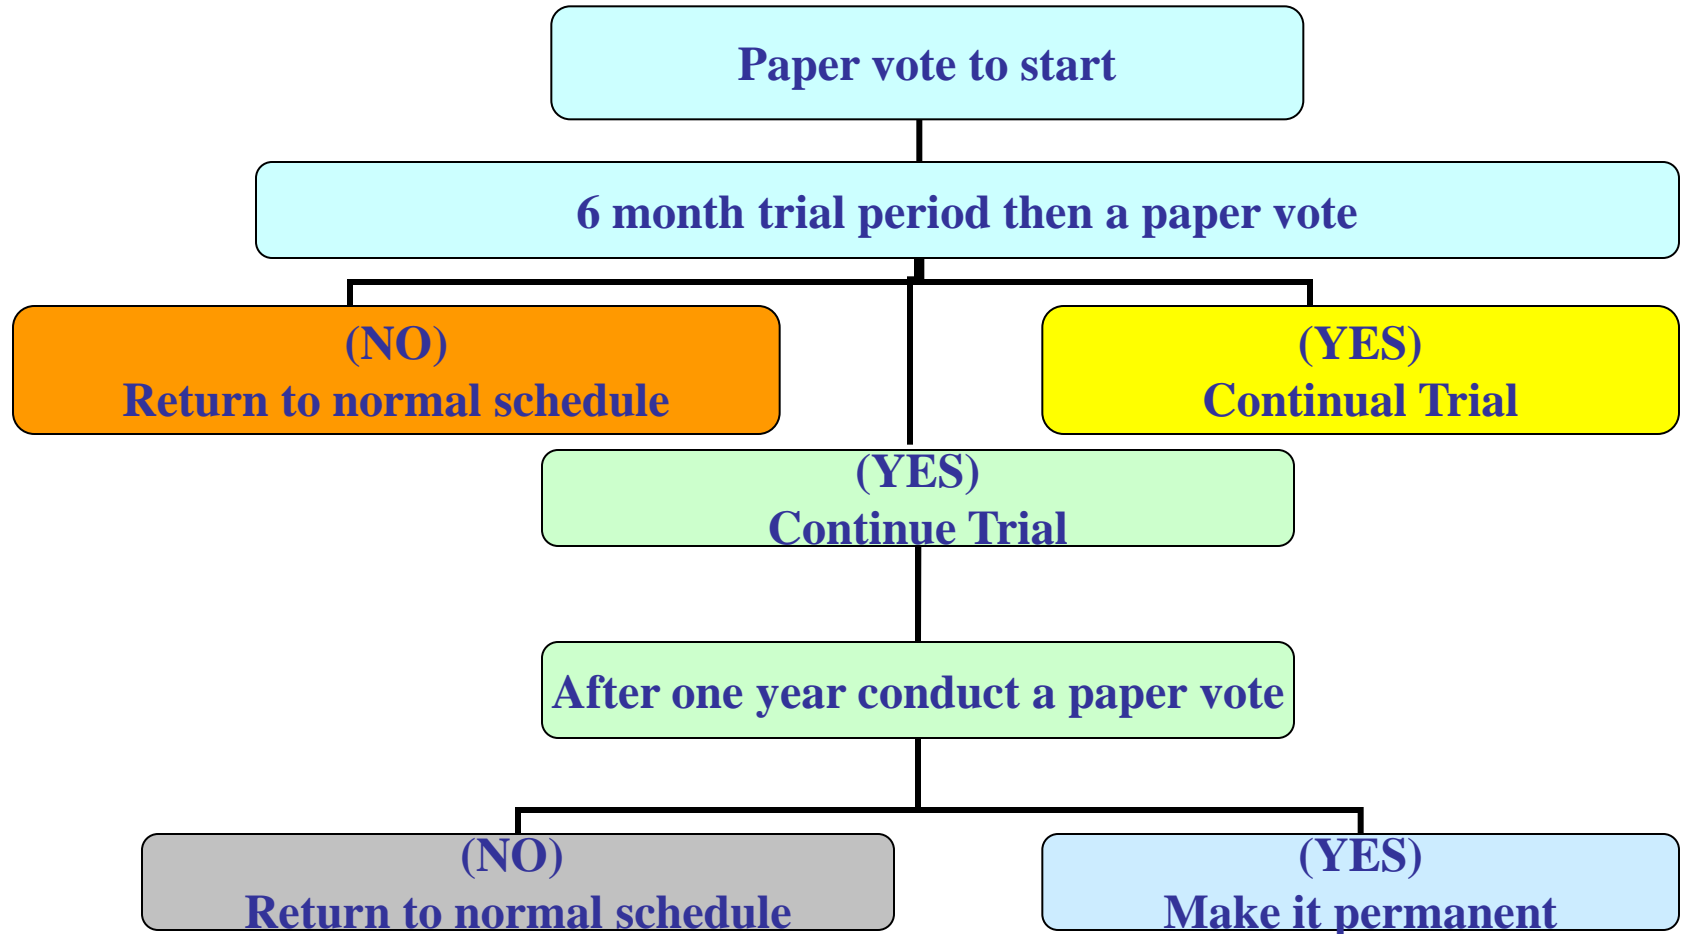 Paper vote to start
6 month trial period then a paper vote
(NO)
Return to normal schedule
(YES)
Continual Trial
(YES)
Continue Trial
After one year conduct a paper vote
(NO)
Return to normal schedule
(YES)
Make it permanent